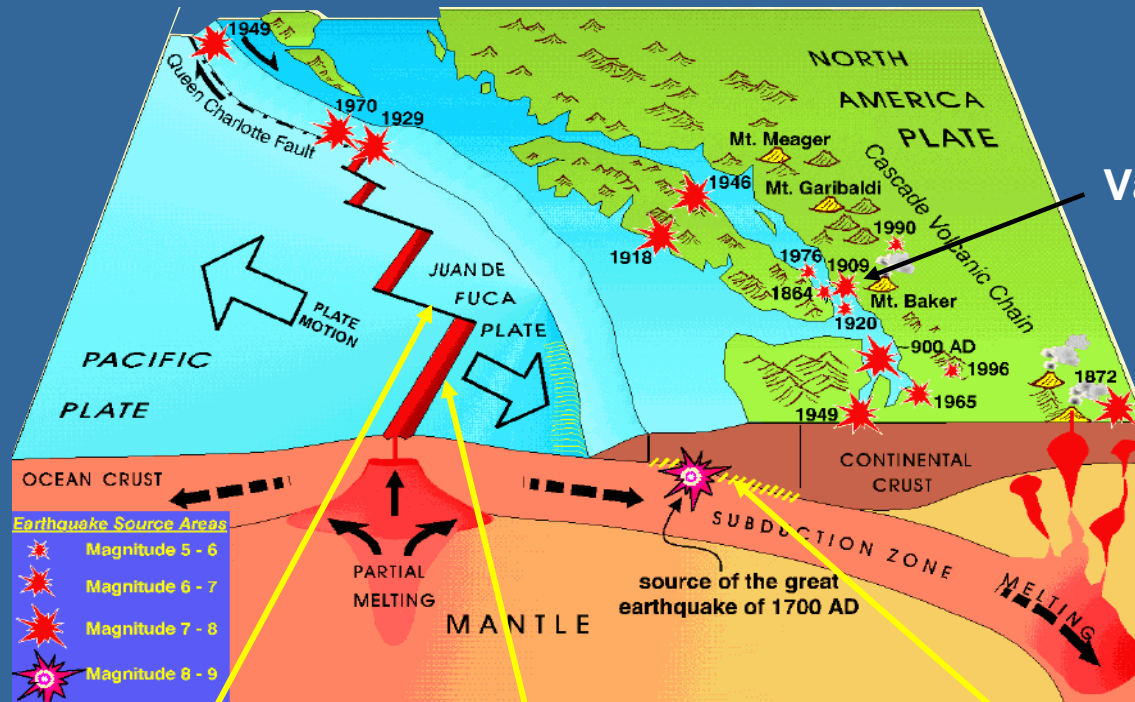 1949
Queen Charlotte Fault
1970
1929
NORTH
AMERICA
PLATE
Mt. Meager
Cascade Volcanic Chain
Mt. Garibaldi
1946
1918
1990
1976
1909
1864
Mt. Baker
1920
~900 AD
1996
1965
1949
1872
JUAN DE
FUCA
PLATE
PLATE
MOTION
PACIFIC
PLATE
OCEAN CRUST
CONTINENTAL
CRUST
SUBDUCTION ZONE
MELTING
PARTIAL
MELTING
MANTLE
source of the great
earthquake of 1700 AD
Earthquake Source Areas
Magnitude 5 - 6
Magnitude 6 - 7
Magnitude 7 - 8
Magnitude 8 - 9